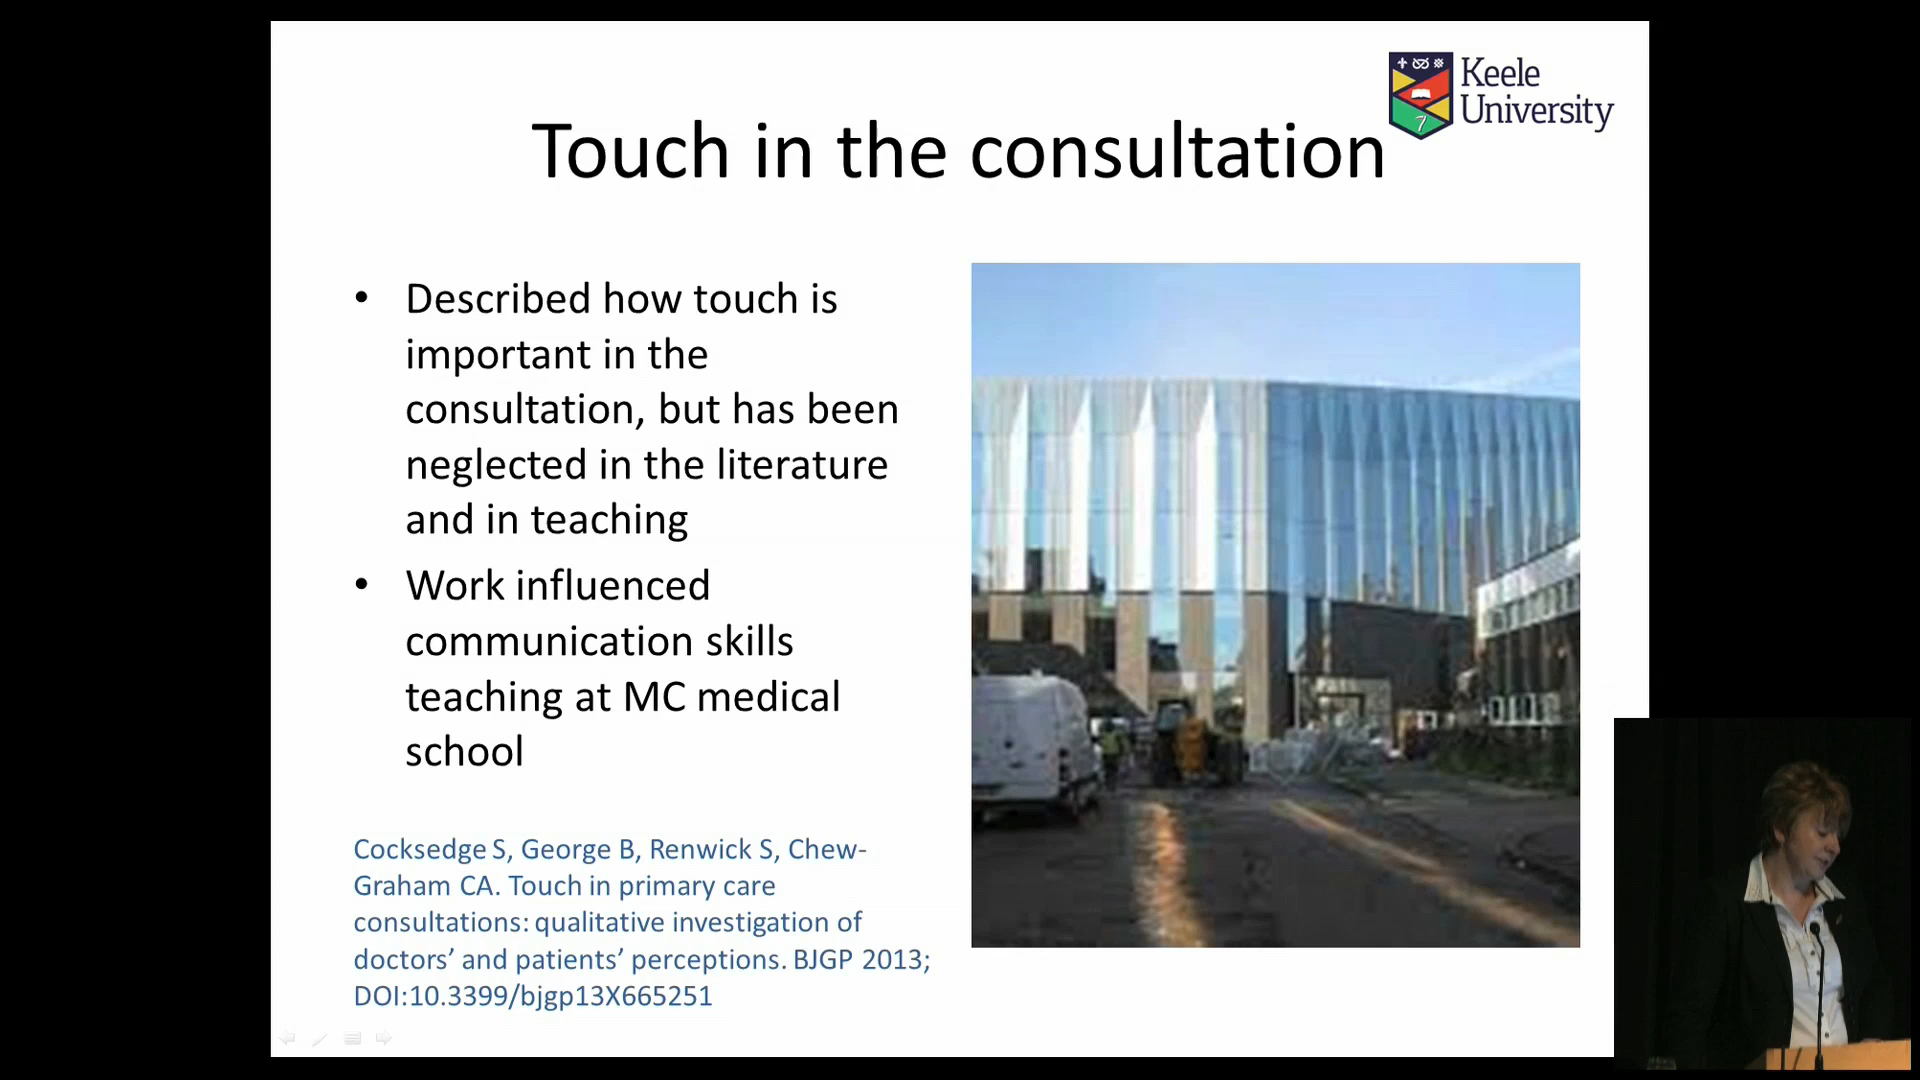 Keele
University
Touch in the consultation
• Described how touch is
important in the
consultation, but has been
neglected in the literature
and in teaching
• Work influenced
communication skills
teaching at MC medical
school
Cocksedge S, George B, Renwick S, Chew-
Graham CA. Touch in primary care
consultations: qualitative investigation of
doctors’ and patients’ perceptions. BJGP 2013;
DOI:10.3399/bjgp13X665251